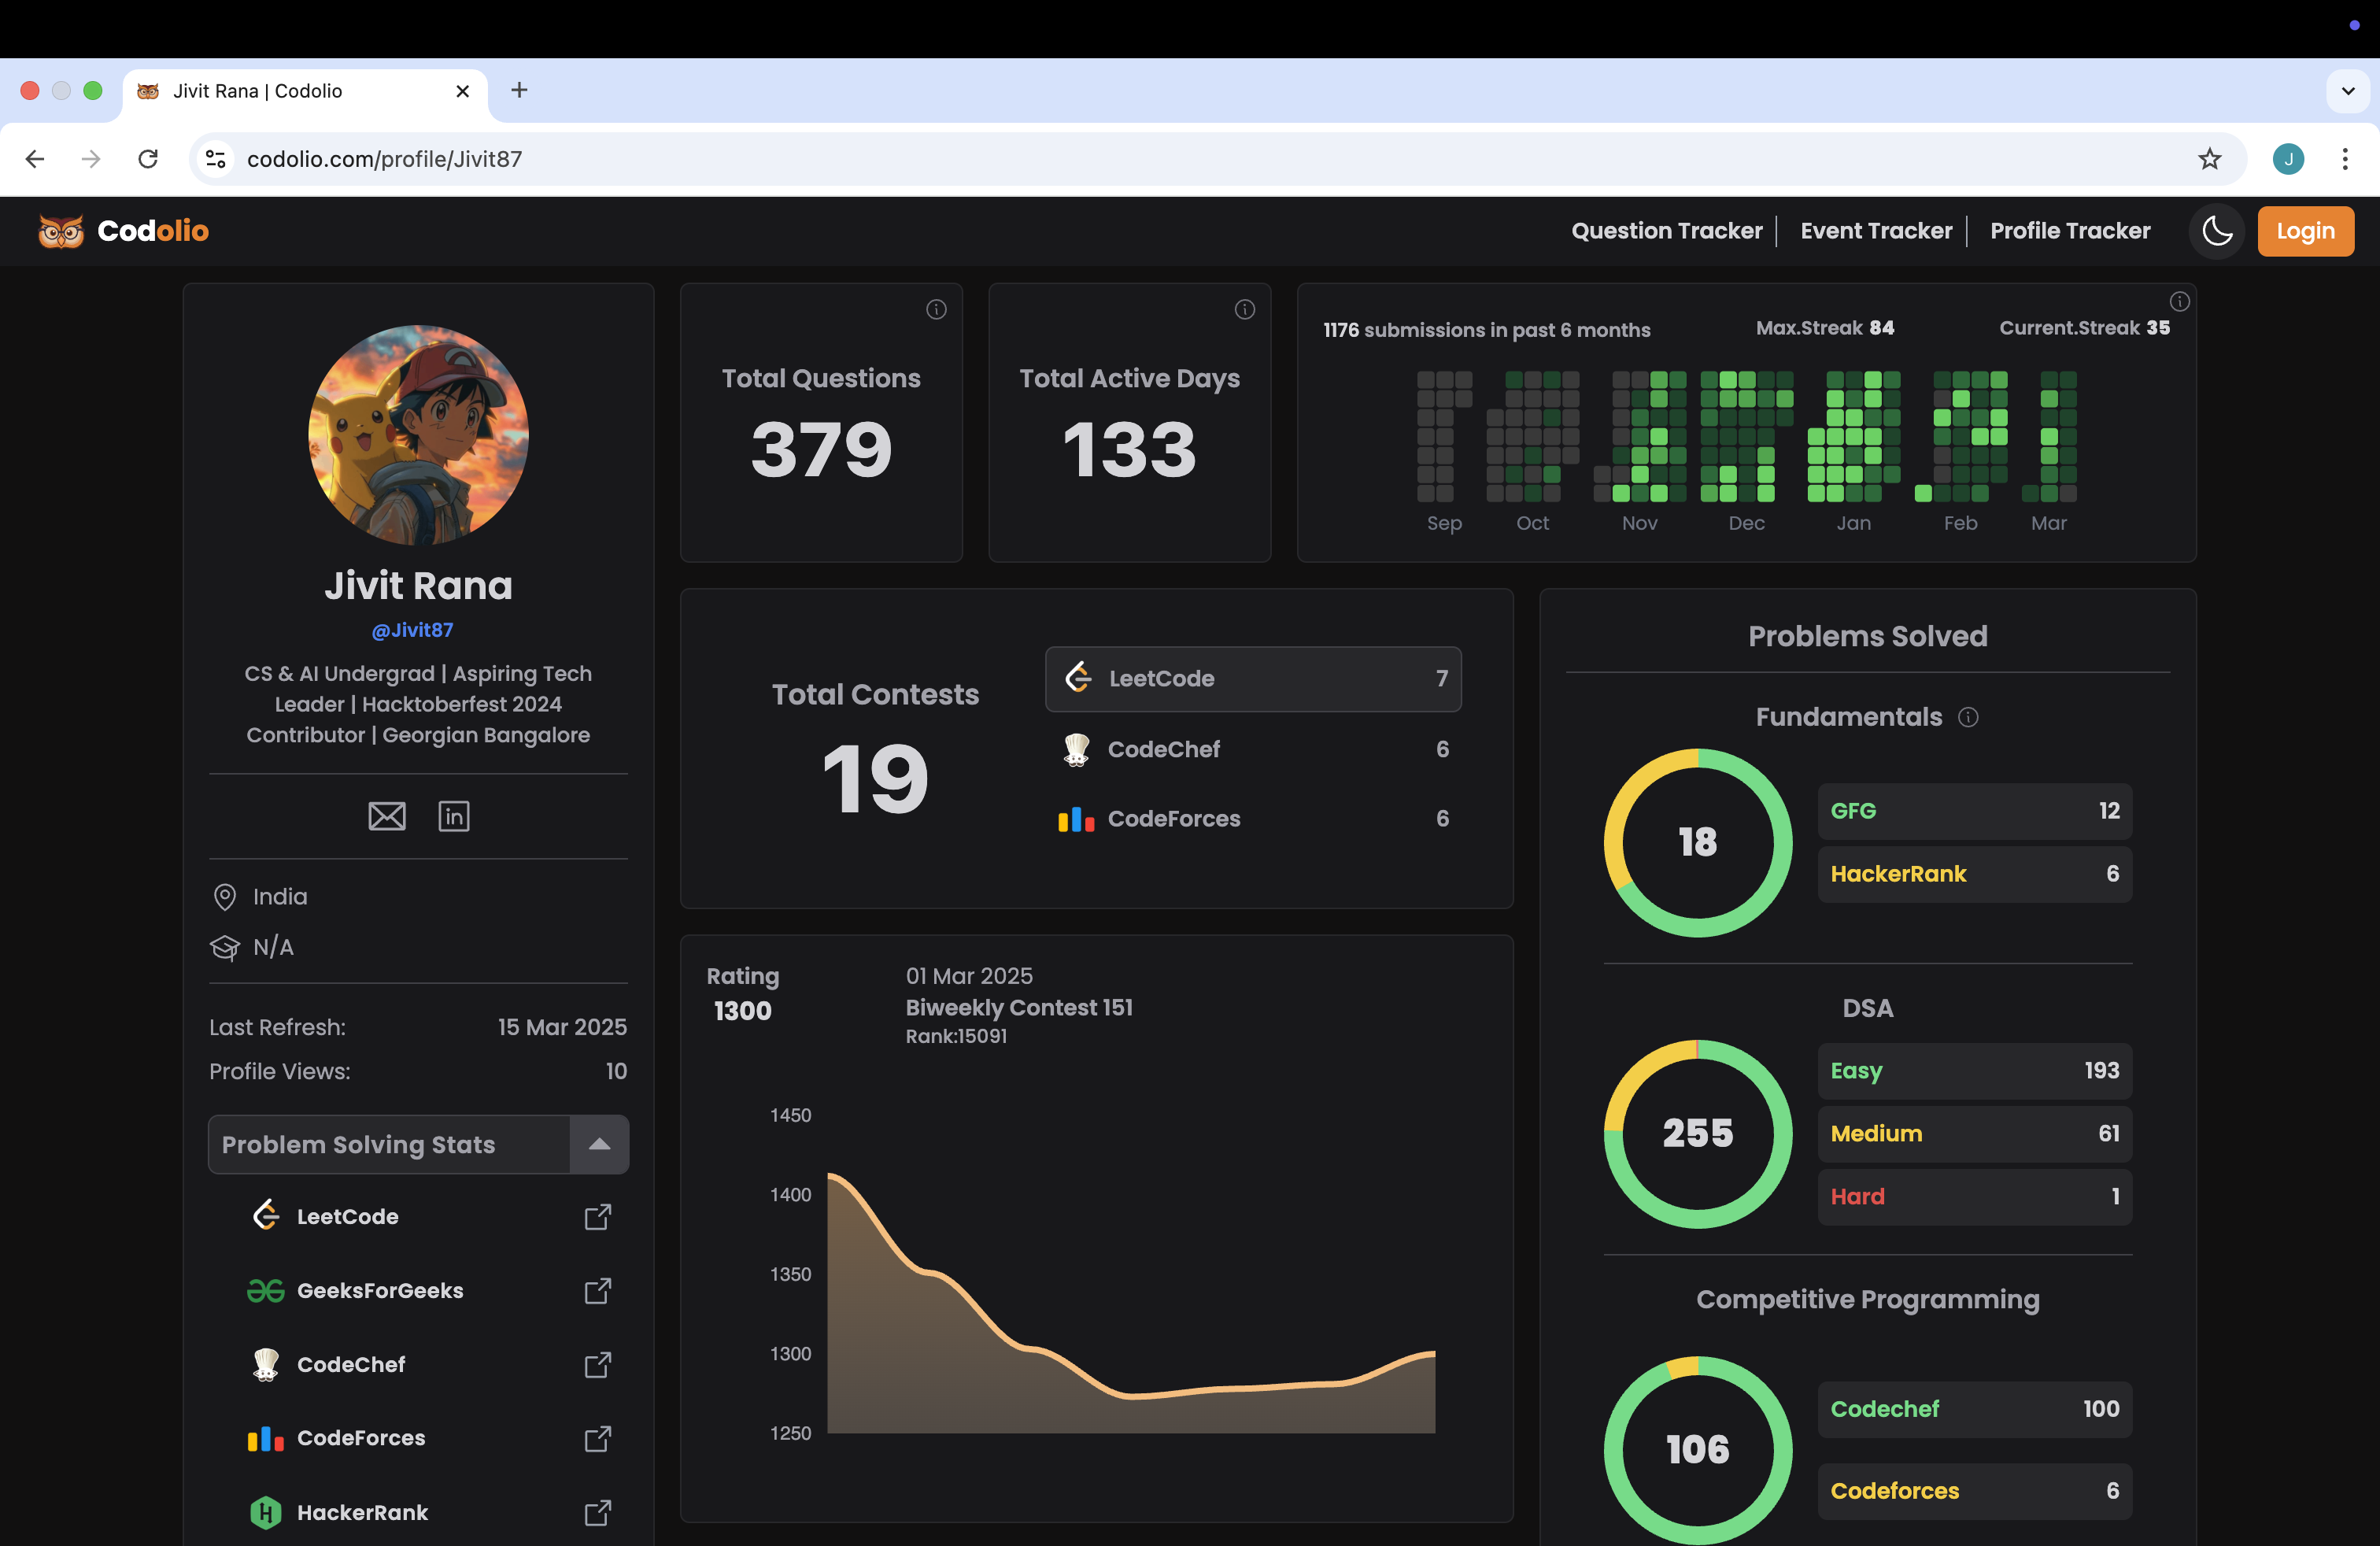 Jivit Rana | Codolio
codolio.com/profile/Jivit87
J
Codolio
Question Tracker
Event Tracker
Profile Tracker
Login
Jivit Rana
@Jivit87
CS & AI Undergrad | Aspiring Tech
Leader | Hacktoberfest 2024
Contributor | Georgian Bangalore
India
N/A
Last Refresh: 15 Mar 2025
Profile Views: 10
Problem Solving Stats
LeetCode
GeeksForGeeks
CodeChef
CodeForces
HackerRank
Total Questions
379
Total Active Days
133
1176 submissions in past 6 months
Max.Streak 84
Current.Streak 35
Sep Oct Nov Dec Jan Feb Mar
Total Contests
19
LeetCode 7
CodeChef 6
CodeForces 6
Rating
1300
01 Mar 2025
Biweekly Contest 151
Rank:15091
1450
1400
1350
1300
1250
Problems Solved
Fundamentals
18
GFG 12
HackerRank 6
DSA
255
Easy 193
Medium 61
Hard 1
Competitive Programming
106
Codechef 100
Codeforces 6